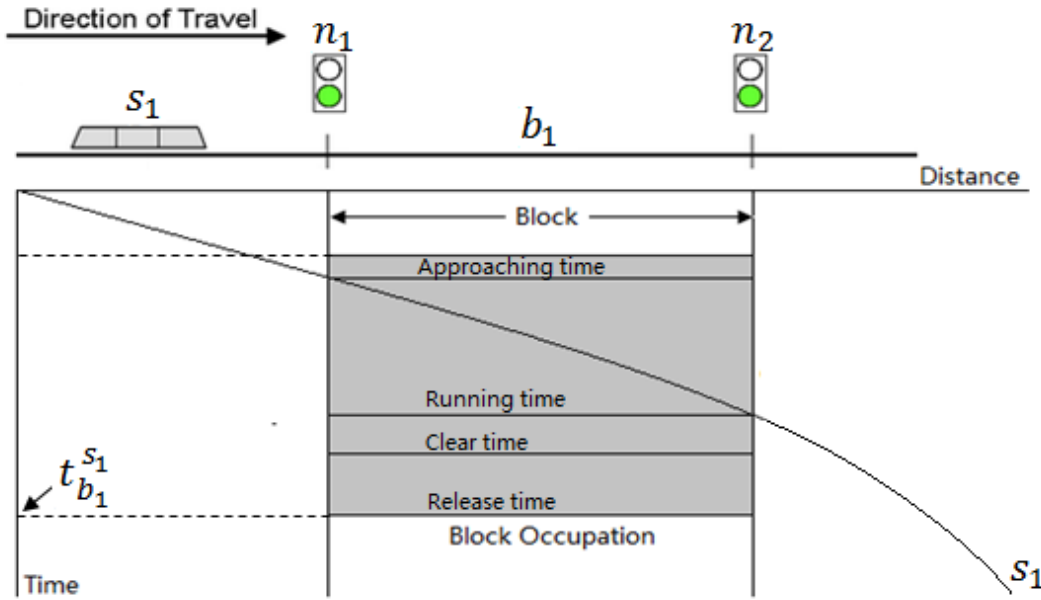 Direction of Travel
n₁
n₂
s₁
b₁
Distance
Block
Approaching time
Running time
Clear time
t_{b₁}^{s₁}
Release time
Block Occupation
Time
s₁